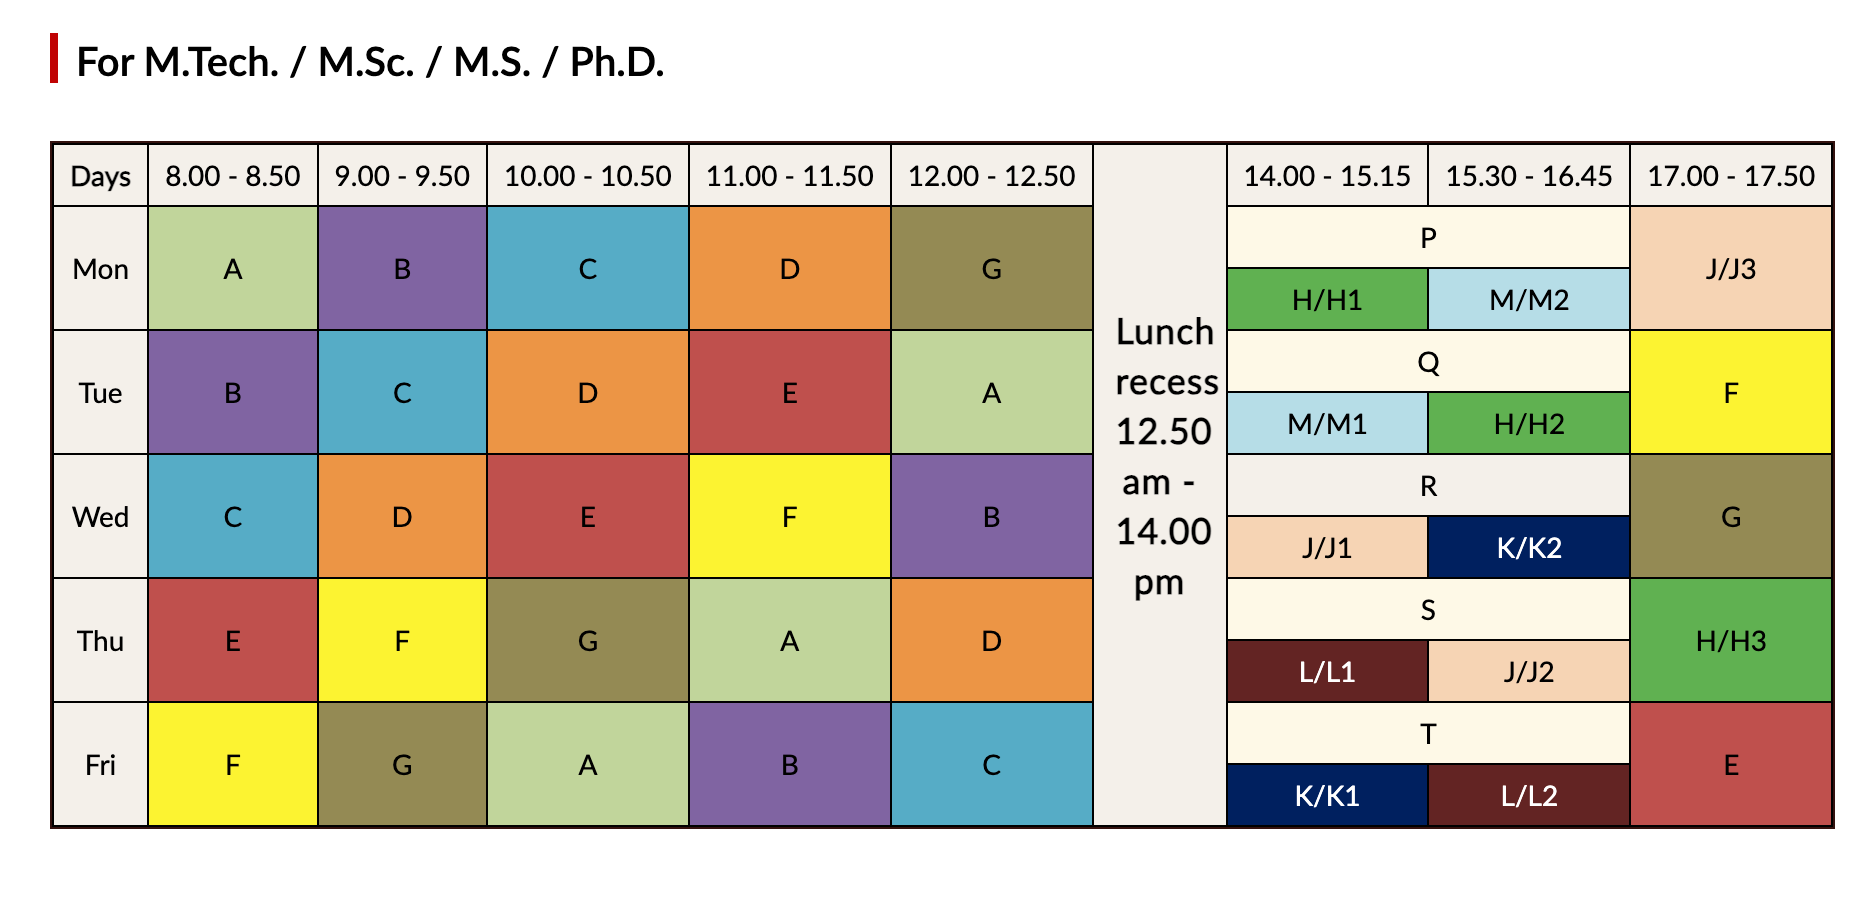 For M.Tech. / M.Sc. / M.S. / Ph.D.
Days 8.00 - 8.50 9.00 - 9.50 10.00 - 10.50 11.00 - 11.50 12.00 - 12.50 14.00 - 15.15 15.30 - 16.45 17.00 - 17.50
Mon A B C D G P J/J3
H/H1 M/M2
Tue B C D E A Q F
M/M1 H/H2
Wed C D E F B R G
J/J1 K/K2
Thu E F G A D S H/H3
L/L1 J/J2
Fri F G A B C T E
K/K1 L/L2
Lunch
recess
12.50
am -
14.00
pm